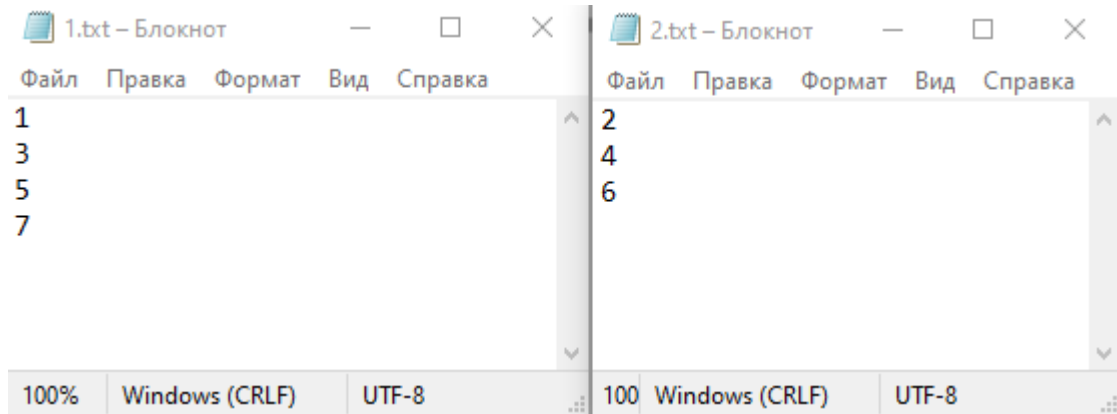 1.txt – Блокнот
Файл Правка Формат Вид Справка
1
3
5
7
100% Windows (CRLF) UTF-8
2.txt – Блокнот
Файл Правка Формат Вид Справка
2
4
6
100 Windows (CRLF) UTF-8